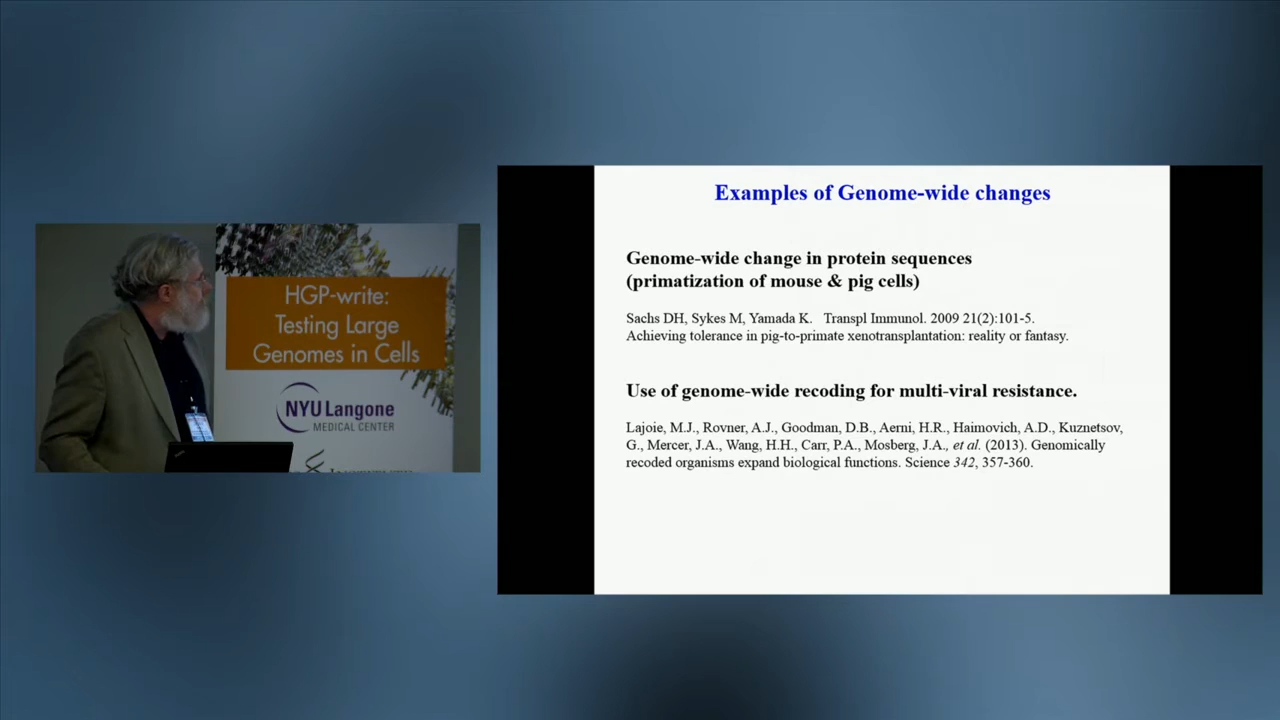 HGP-write:
Testing Large
Genomes in Cells
NYU Langone
MEDICAL CENTER
Examples of Genome-wide changes
Genome-wide change in protein sequences
(primatization of mouse & pig cells)
Sachs DH, Sykes M, Yamada K. Transpl Immunol. 2009 21(2):101-5.
Achieving tolerance in pig-to-primate xenotransplantation: reality or fantasy.
Use of genome-wide recoding for multi-viral resistance.
Lajoie, M.J., Rovner, A.J., Goodman, D.B., Aerni, H.R., Haimovich, A.D., Kuznetsov,
G., Mercer, J.A., Wang, H.H., Carr, P.A., Mosberg, J.A., et al. (2013). Genomically
recoded organisms expand biological functions. Science 342, 357-360.